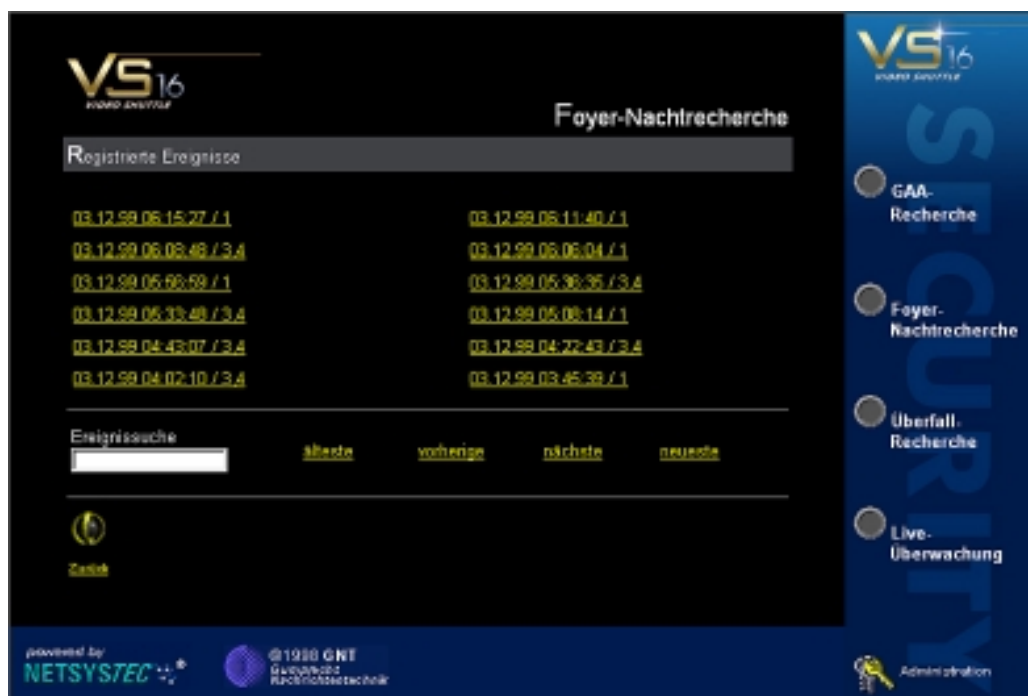 VS16
VIDEO SHUTTLE
Foyer-Nachtrecherche
Registrierte Ereignisse
03.12.99 06:15:27 / 1
03.12.99 06:11:40 / 1
03.12.99 06:08:48 / 3,4
03.12.99 06:06:04 / 1
03.12.99 05:56:59 / 1
03.12.99 05:36:35 / 3,4
03.12.99 05:33:48 / 3,4
03.12.99 05:08:14 / 1
03.12.99 04:43:07 / 3,4
03.12.99 04:22:43 / 3,4
03.12.99 04:02:10 / 3,4
03.12.99 03:45:39 / 1
Ereignissuche
älteste
vorherige
nächste
neueste
Zurück
powered by
NETSYSTEC
©1998 GNT
Nachrichtentechnik
VS16
VIDEO SHUTTLE
SECURITY
GAA-
Recherche
Foyer-
Nachtrecherche
Überfall-
Recherche
Live-
Überwachung
Administration